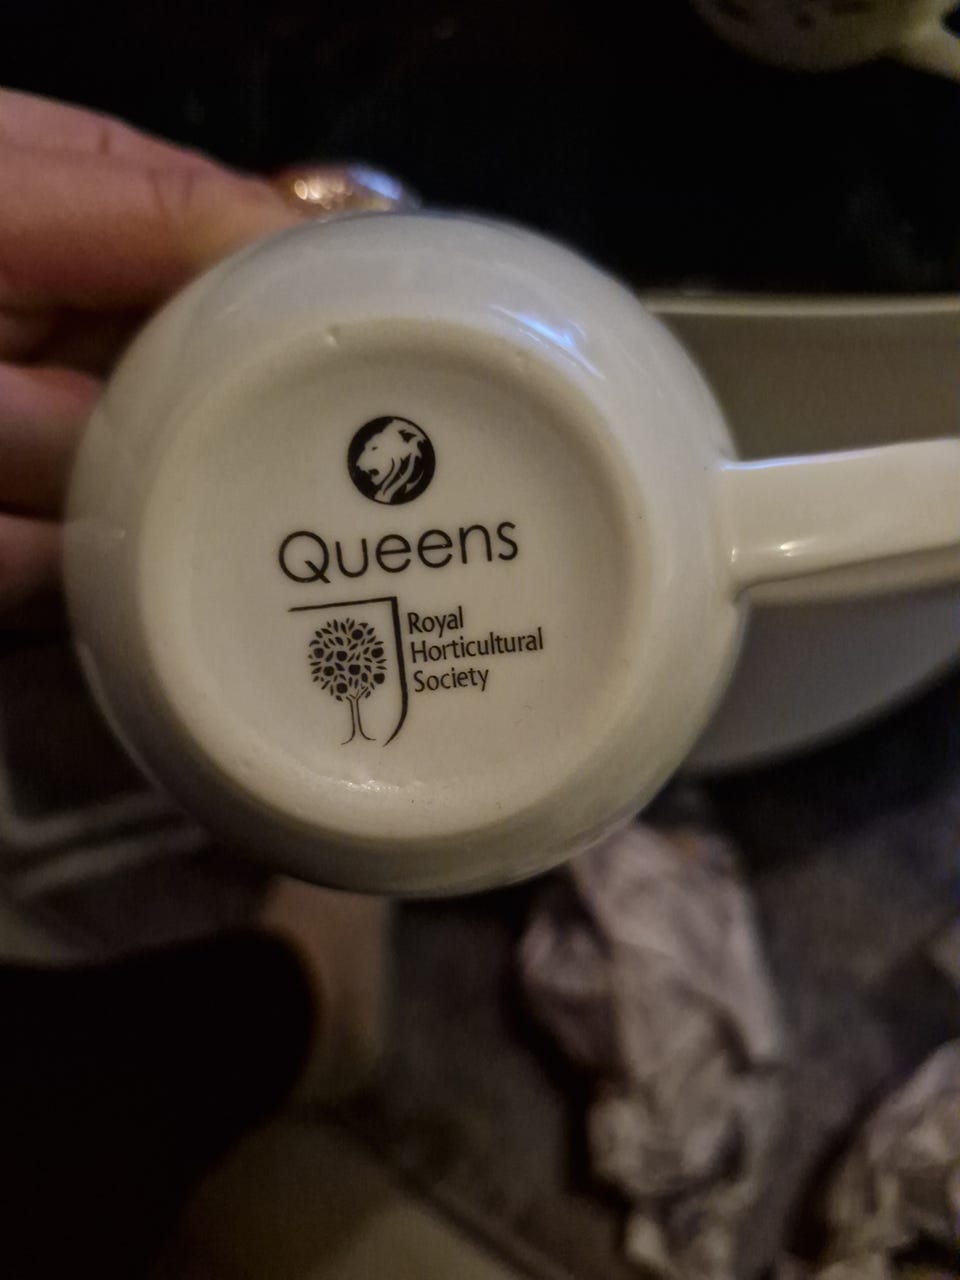 Queens
Royal
Horticultural
Society